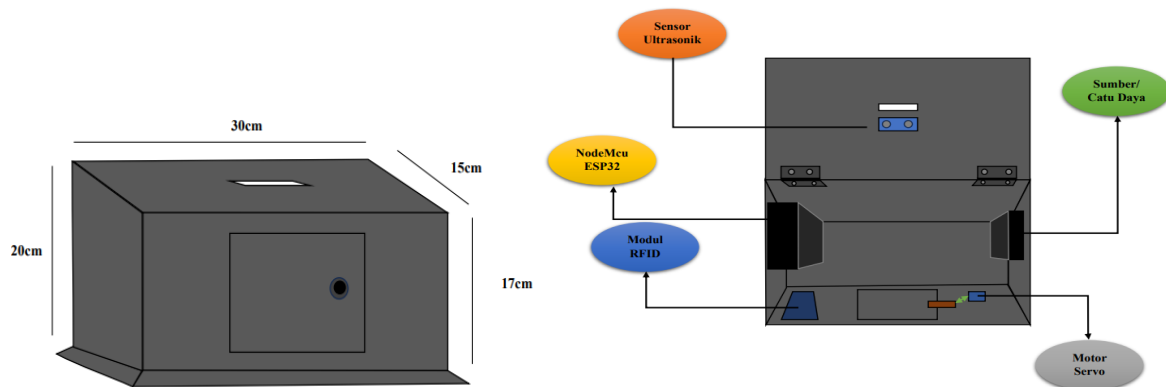 30cm
15cm
20cm
17cm
Sensor
Ultrasonik
Sumber/
Catu Daya
NodeMcu
ESP32
Modul
RFID
Motor
Servo